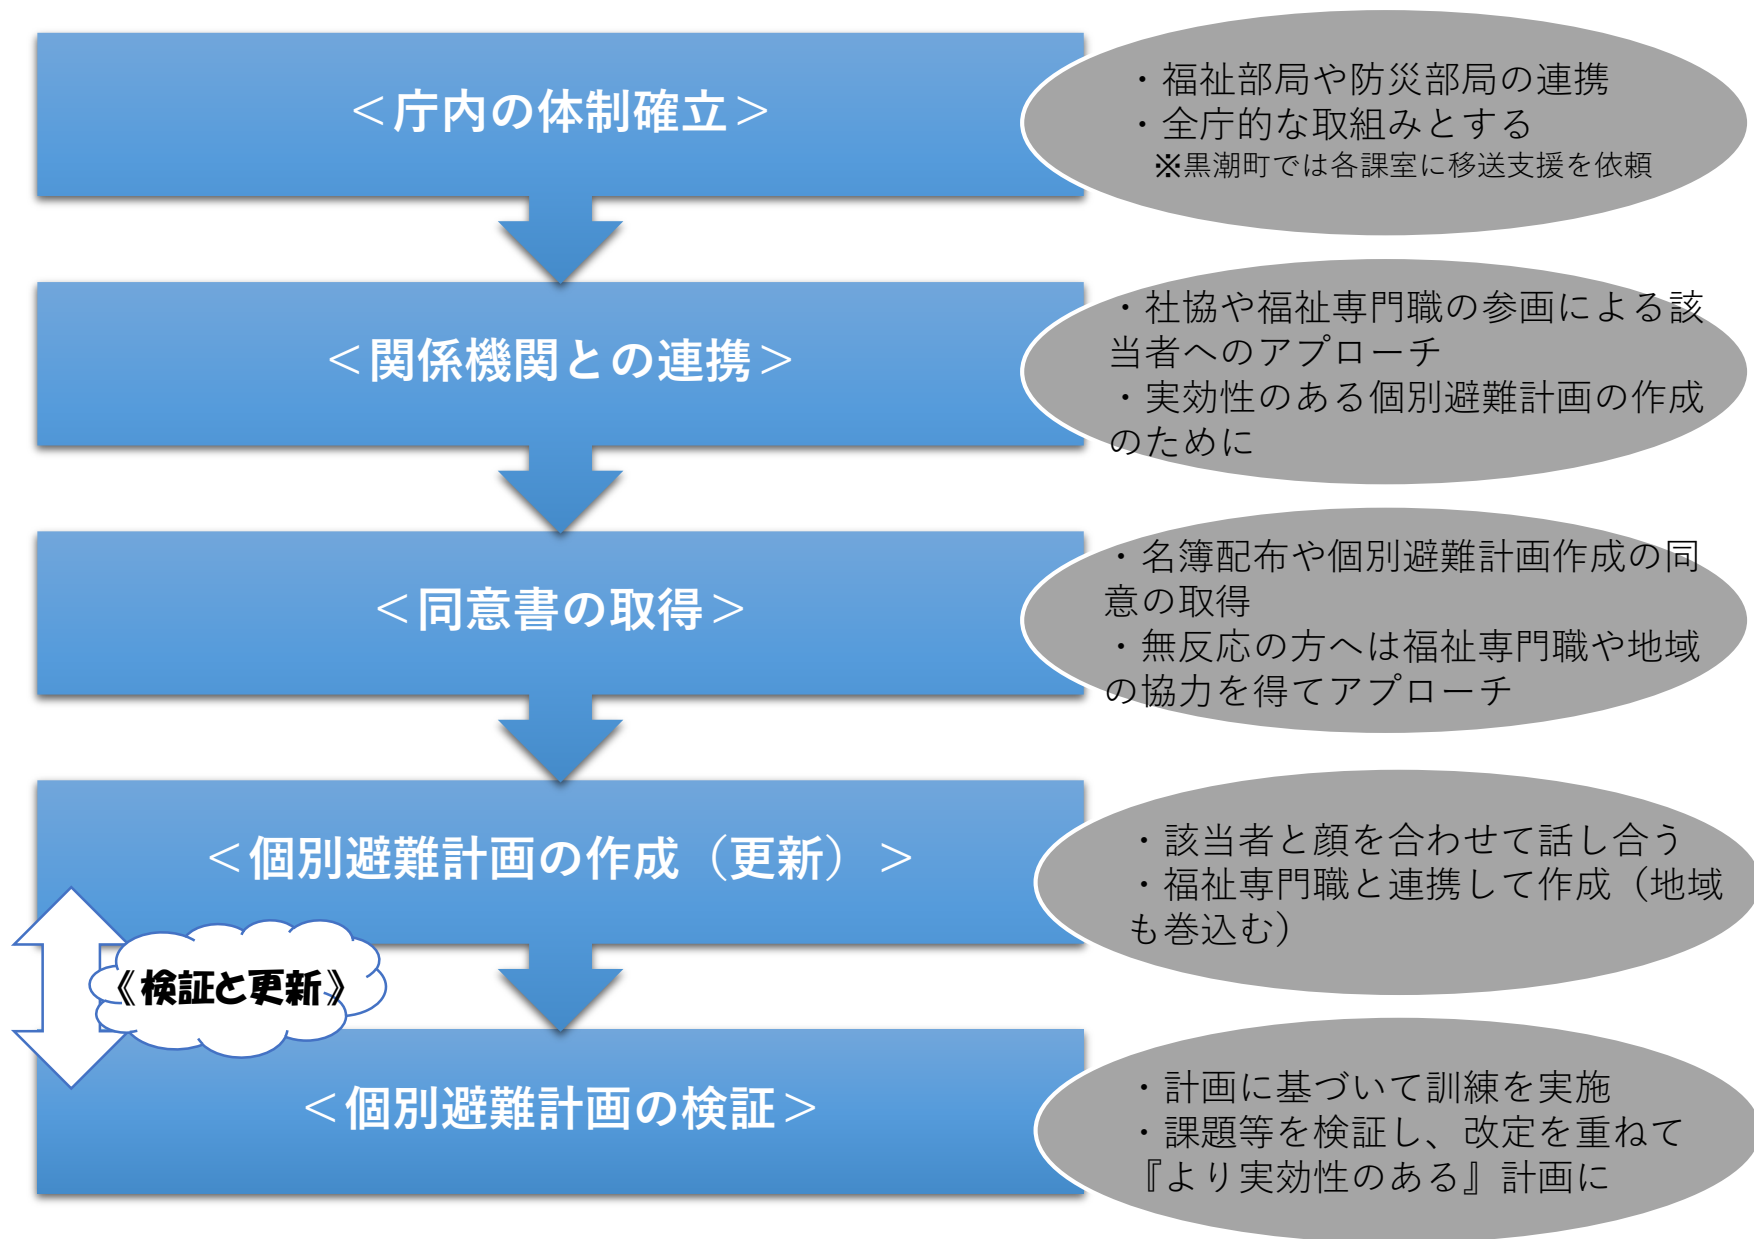 ＜庁内の体制確立＞
・福祉部局や防災部局の連携
・全庁的な取組みとする
※黒潮町では各課室に移送支援を依頼
＜関係機関との連携＞
・社協や福祉専門職の参画による該
当者へのアプローチ
・実効性のある個別避難計画の作成
のために
＜同意書の取得＞
・名簿配布や個別避難計画作成の同
意の取得
・無反応の方へは福祉専門職や地域
の協力を得てアプローチ
＜個別避難計画の作成（更新）＞
・該当者と顔を合わせて話し合う
・福祉専門職と連携して作成（地域
も巻込む）
《検証と更新》
＜個別避難計画の検証＞
・計画に基づいて訓練を実施
・課題等を検証し、改定を重ねて
『より実効性のある』計画に